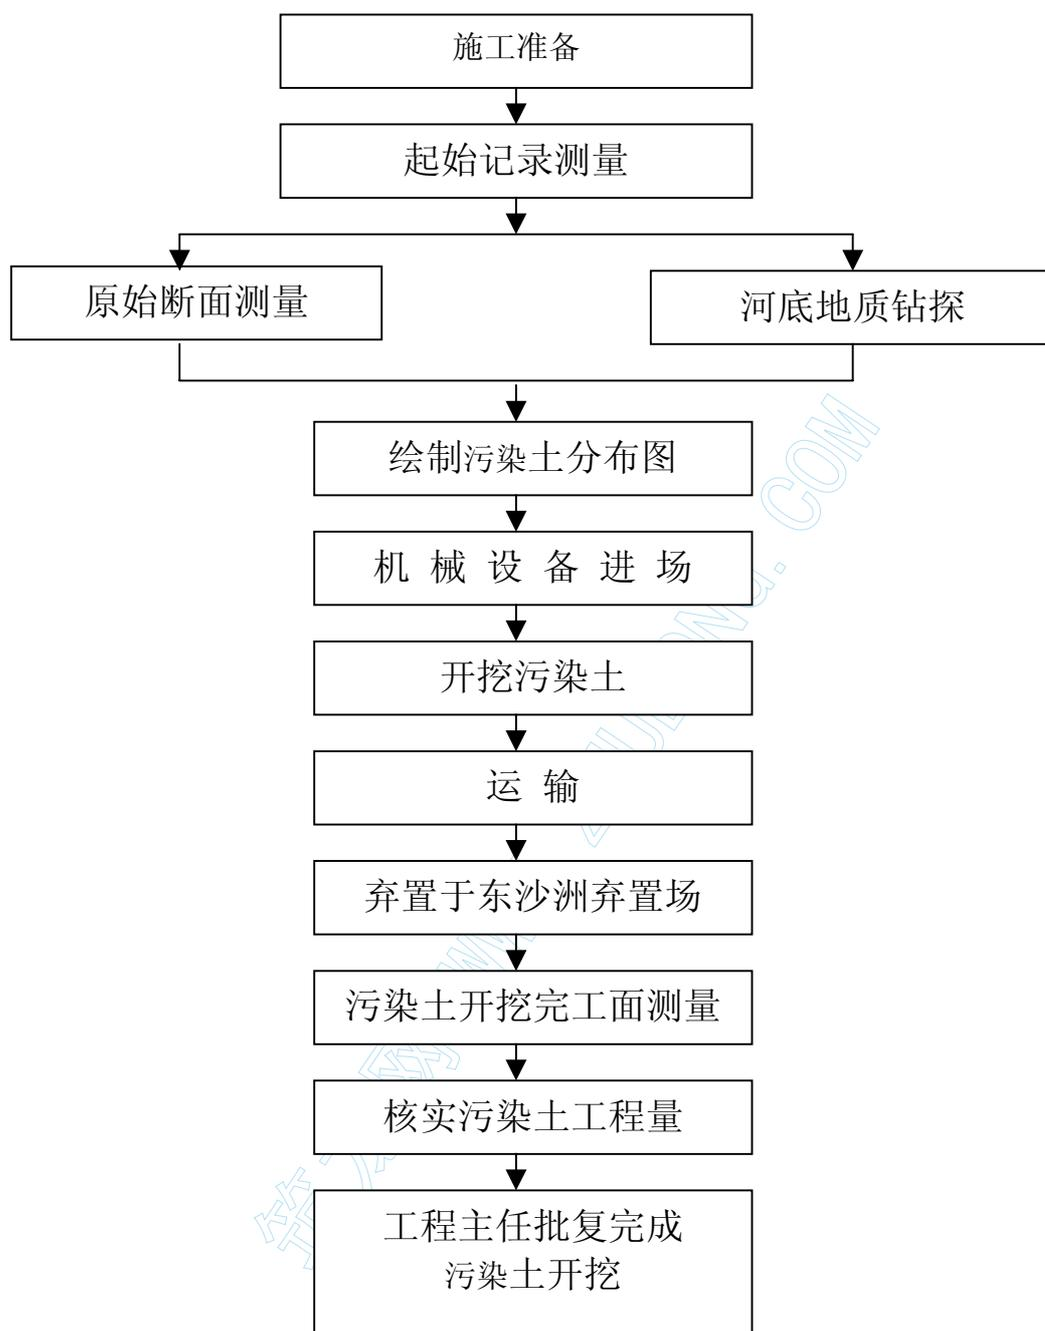 施工准备
起始记录测量
原始断面测量
河底地质钻探
绘制污染土分布图
机 械 设 备 进 场
开挖污染土
运 输
弃置于东沙洲弃置场
污染土开挖完工面测量
核实污染土工程量
工程主任批复完成
污染土开挖